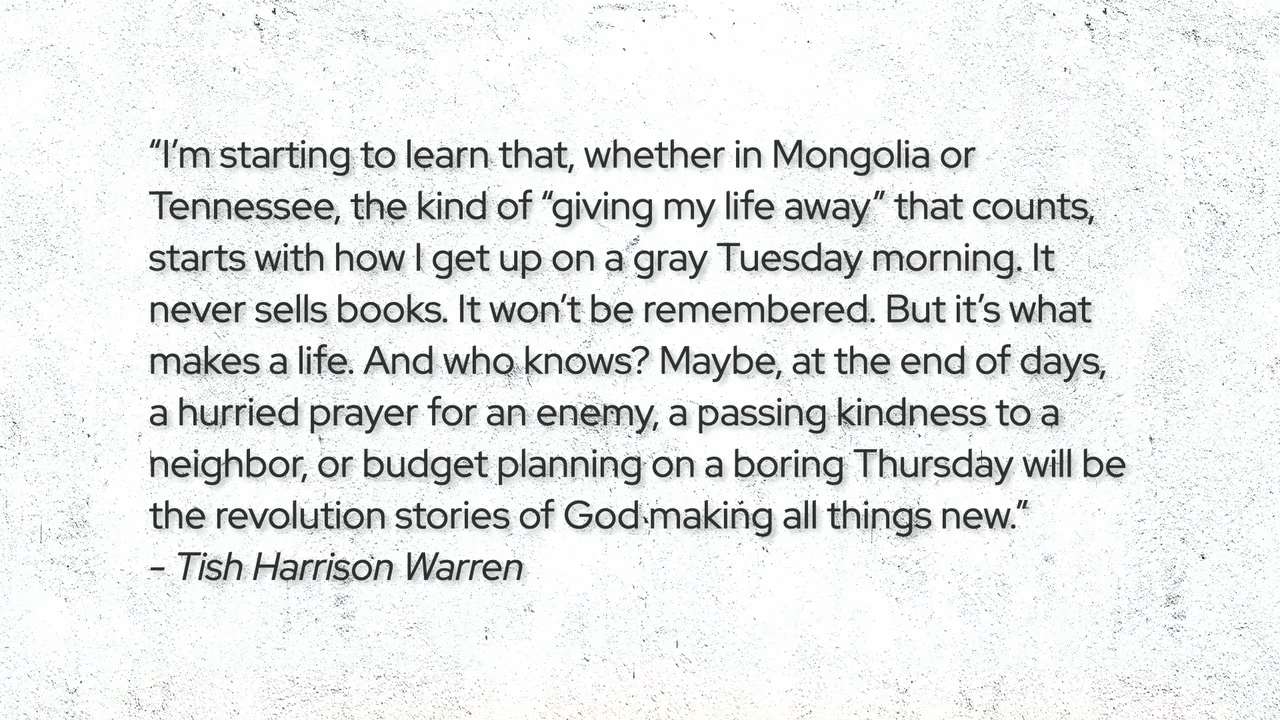 “I’m starting to learn that, whether in Mongolia or
Tennessee, the kind of “giving my life away” that counts,
starts with how I get up on a gray Tuesday morning. It
never sells books. It won’t be remembered. But it’s what
makes a life. And who knows? Maybe, at the end of days,
a hurried prayer for an enemy, a passing kindness to a
neighbor, or budget planning on a boring Thursday will be
the revolution stories of God making all things new.”
- Tish Harrison Warren